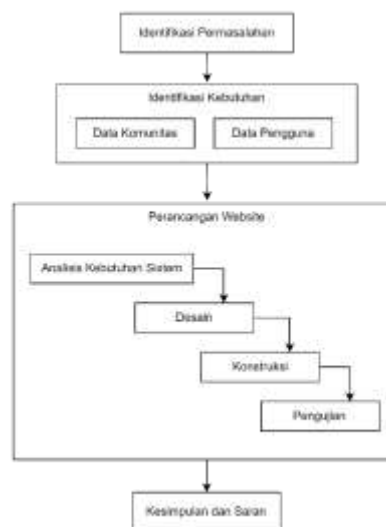 Identifikasi Permasalahan
Identifikasi Kebutuhan
Data Komunitas
Data Pengguna
Perancangan Website
Analisis Kebutuhan Sistem
Desain
Konstruksi
Pengujian
Kesimpulan dan Saran